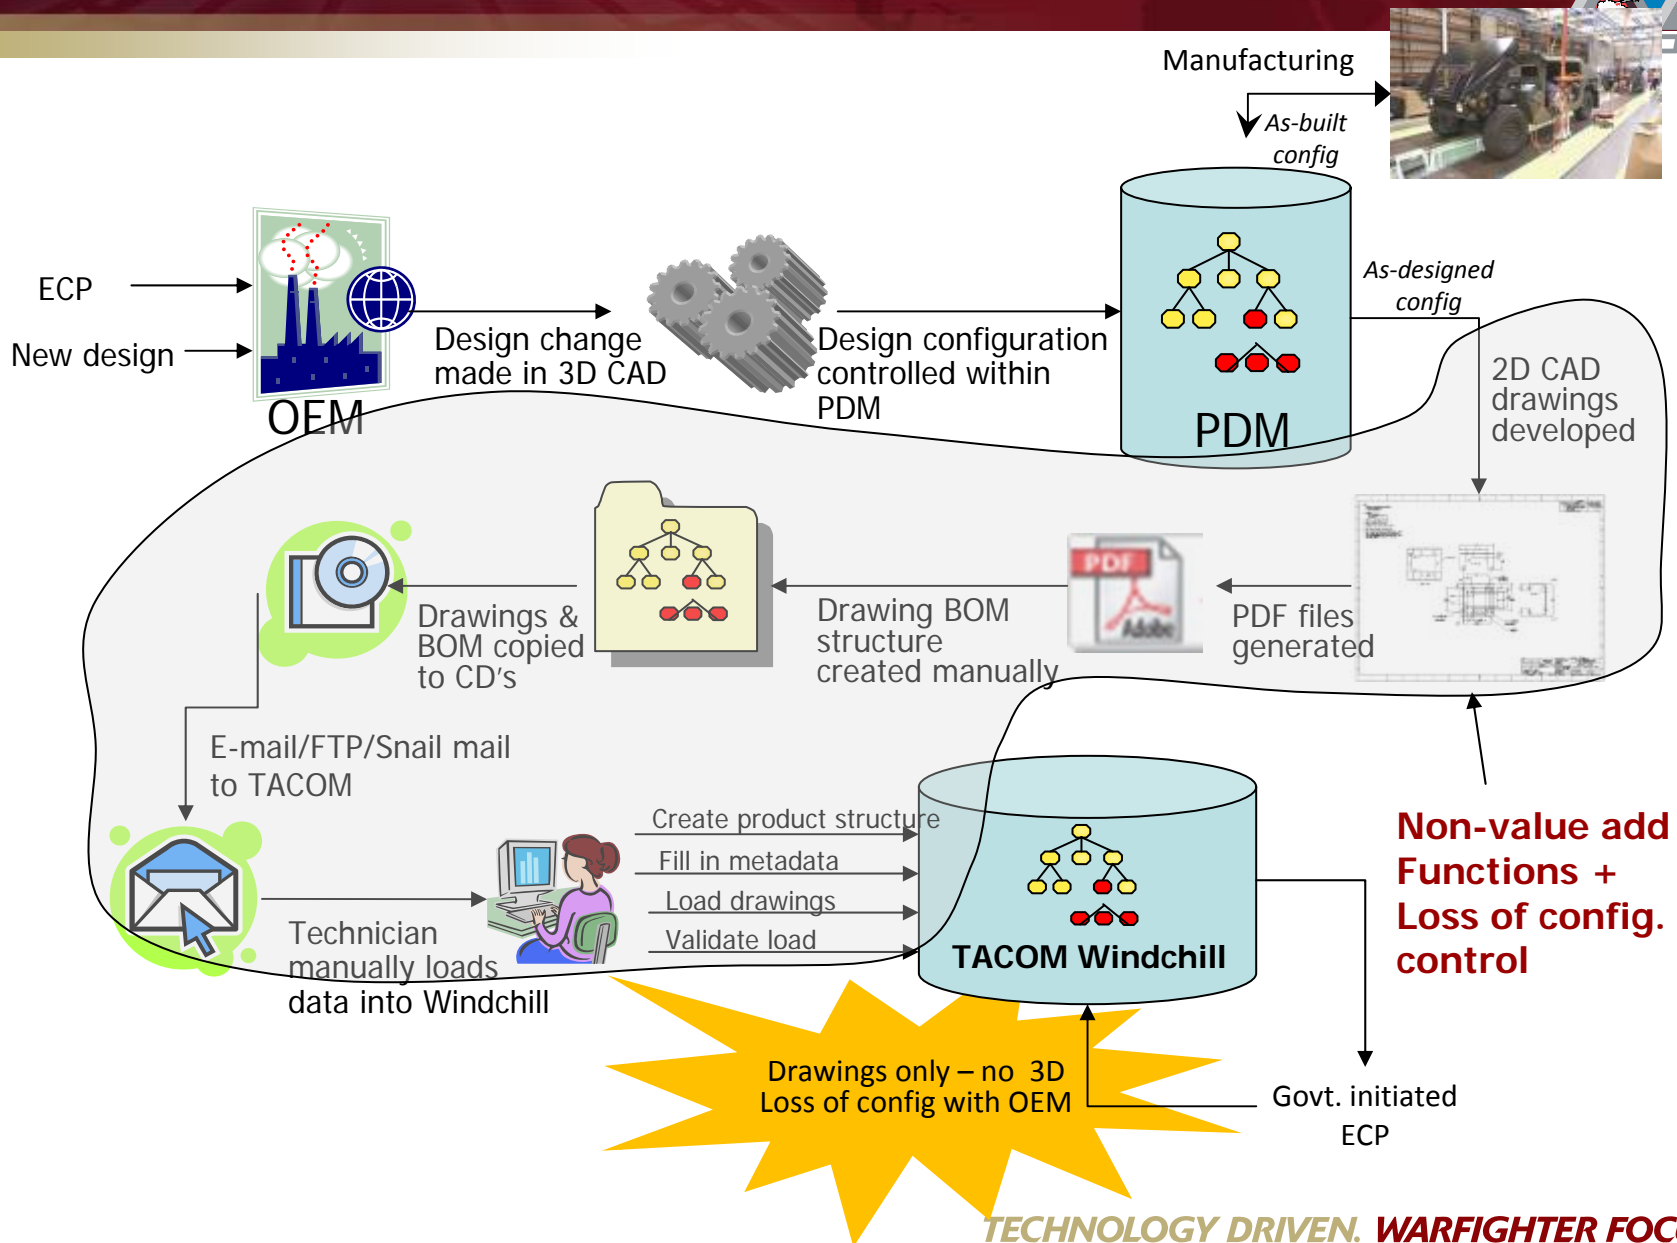 Manufacturing
As-built
config
ECP
New design
OEM
Design change
made in 3D CAD
Design configuration
controlled within
PDM
PDM
As-designed
config
2D CAD
drawings
developed
PDF files
generated
PDF
Adobe
Drawing BOM
structure
created manually
Drawings &
BOM copied
to CD's
E-mail/FTP/Snail mail
to TACOM
Technician
manually loads
data into Windchill
Create product structure
Fill in metadata
Load drawings
Validate load
TACOM Windchill
Non-value add
Functions +
Loss of config.
control
Drawings only – no 3D
Loss of config with OEM
Govt. initiated
ECP
TECHNOLOGY DRIVEN. WARFIGHTER FOC